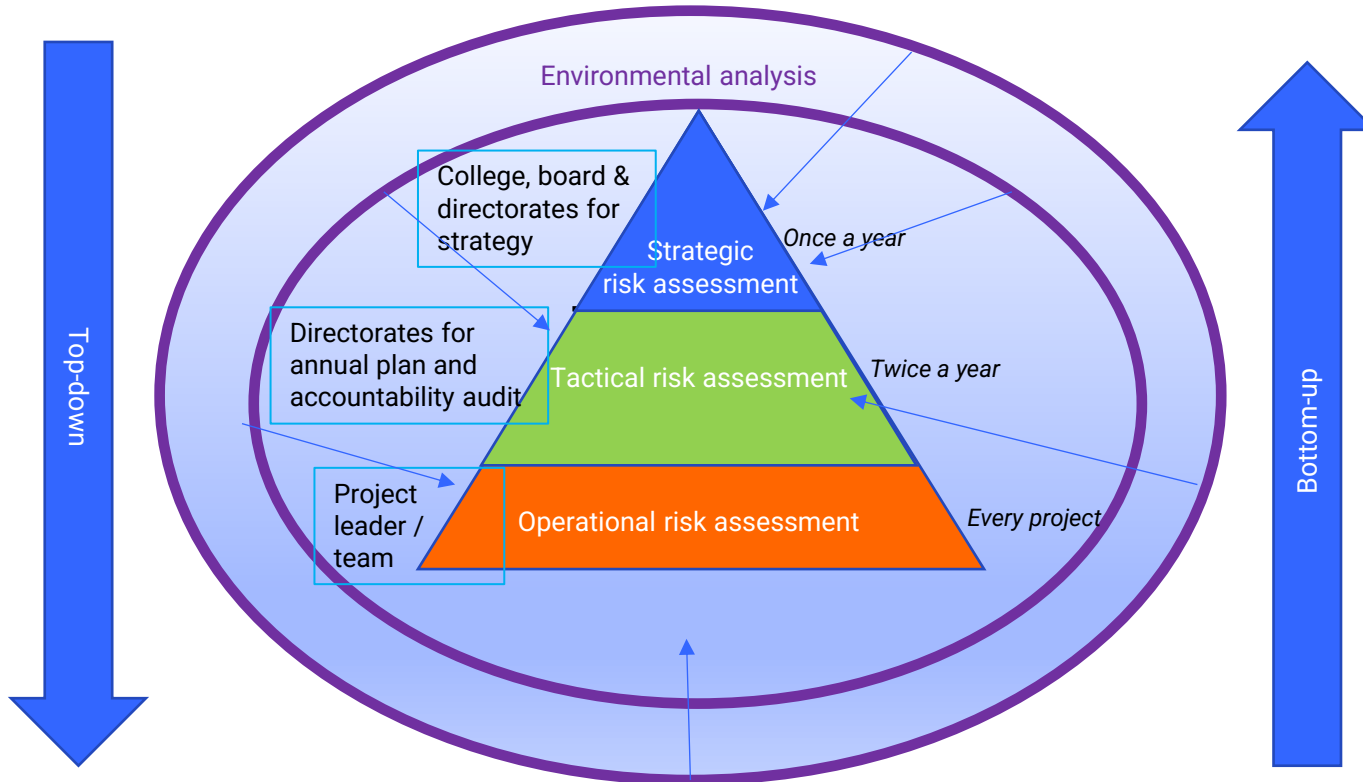 Environmental analysis
College, board &
directorates for
strategy
Once a year
Strategic
risk assessment
Top-down
Directorates for
annual plan and
accountability audit
Tactical risk assessment
Twice a year
Bottom-up
Project
leader /
team
Operational risk assessment
Every project